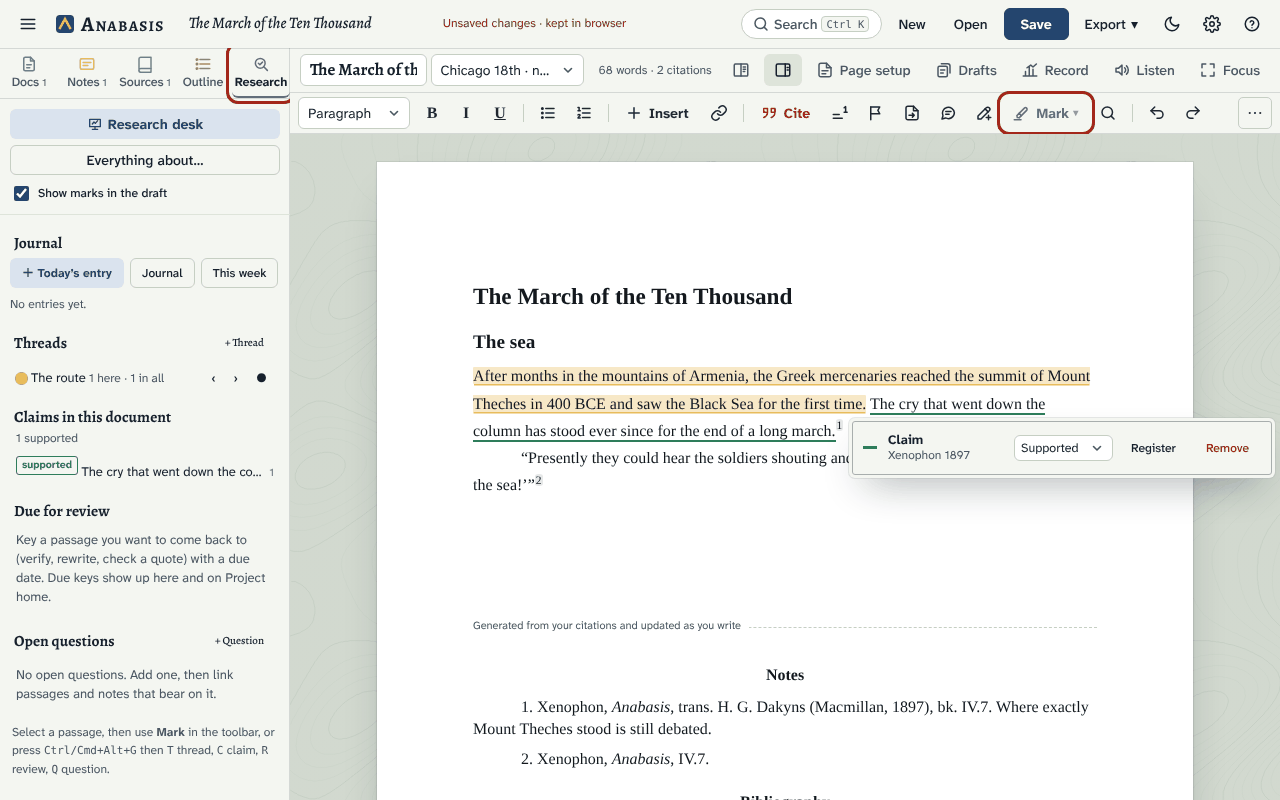 ANABASIS
The March of the Ten Thousand
Unsaved changes · kept in browser
Search Ctrl K
New
Open
Save
Export ▾
Docs 1
Notes 1
Sources 1
Outline
Research
The March of th
Chicago 18th · n...
68 words · 2 citations
Page setup
Drafts
Record
Listen
Focus
Paragraph
B
I
U
Insert
Cite
Mark ▾
Research desk
Everything about…
Show marks in the draft
Journal
+ Today's entry
Journal
This week
No entries yet.
Threads
+ Thread
The route 1 here · 1 in all
Claims in this document
1 supported
supported The cry that went down the co… 1
Due for review
Key a passage you want to come back to
(verify, rewrite, check a quote) with a due
date. Due keys show up here and on Project
home.
Open questions
+ Question
No open questions. Add one, then link
passages and notes that bear on it.
Select a passage, then use Mark in the toolbar, or
press Ctrl/Cmd+Alt+G then T thread, C claim, R
review, Q question.
The March of the Ten Thousand
The sea
After months in the mountains of Armenia, the Greek mercenaries reached the summit of Mount
Theches in 400 BCE and saw the Black Sea for the first time. The cry that went down the
column has stood ever since for the end of a long march.1
“Presently they could hear the soldiers shouting and
the sea!’”2
Claim
Xenophon 1897
Supported
Register
Remove
Generated from your citations and updated as you write
Notes
1. Xenophon, Anabasis, trans. H. G. Dakyns (Macmillan, 1897), bk. IV.7. Where exactly
Mount Theches stood is still debated.
2. Xenophon, Anabasis, IV.7.
Bibliography